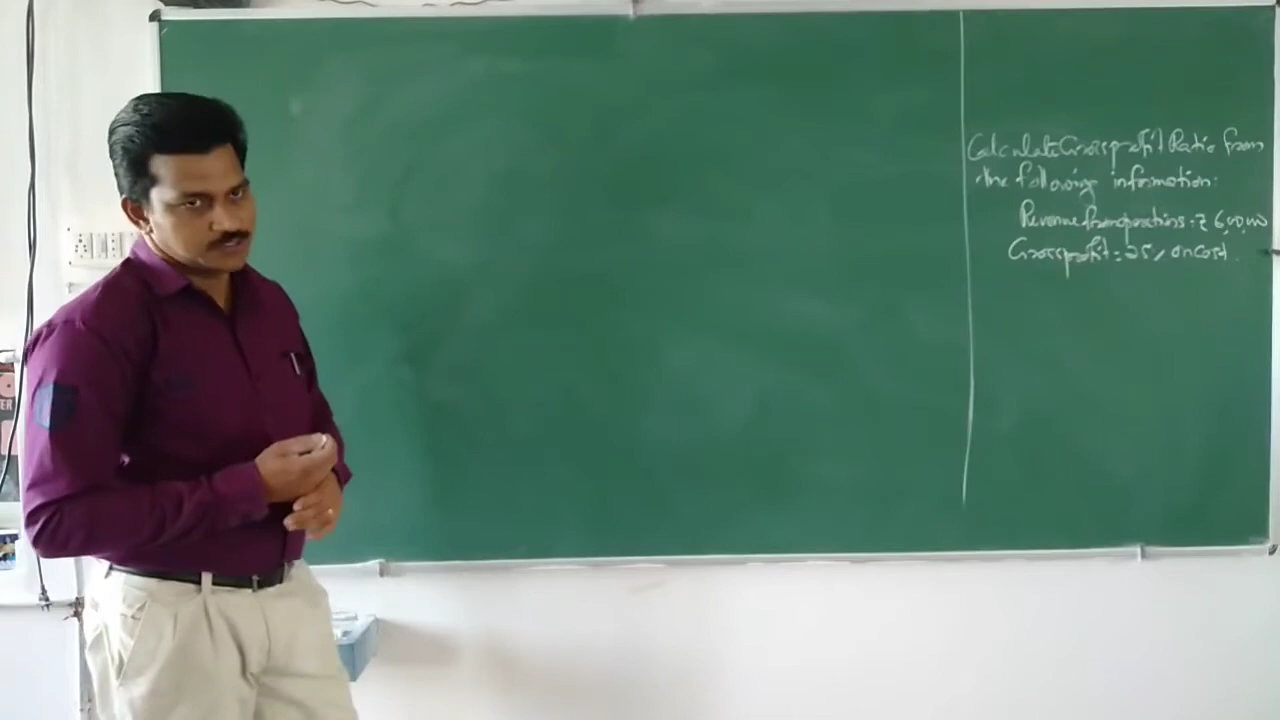 Calculate Gross profit Ratio from
the following information:
Revenue from operations = ₹ 6,00,000
Gross profit = 25% on cost.